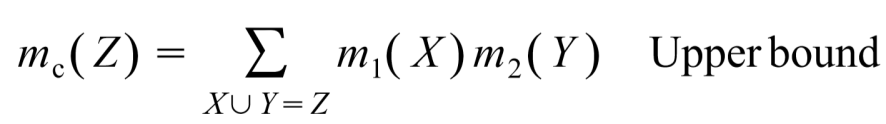 m_c(Z) = ∑ m_1(X)m_2(Y) Upper bound
X∪Y=Z